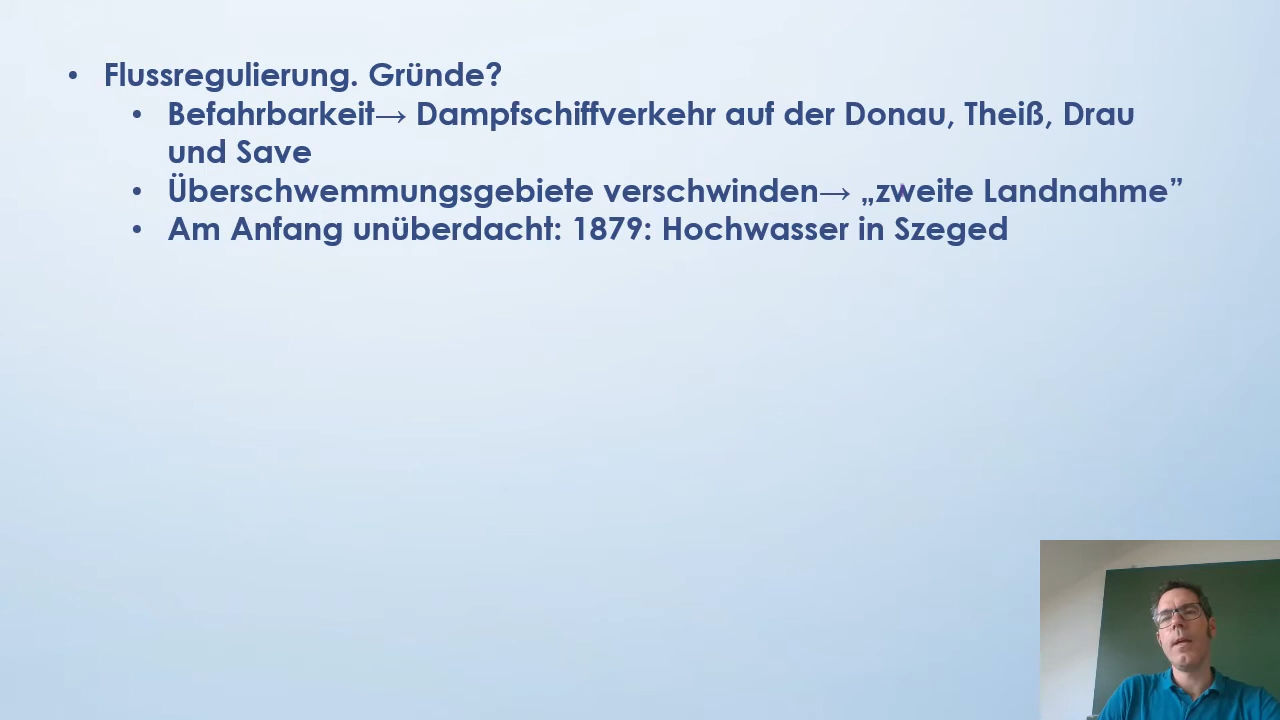 • Flussregulierung. Gründe?
• Befahrbarkeit→ Dampfschiffverkehr auf der Donau, Theiß, Drau
und Save
• Überschwemmungsgebiete verschwinden→ „zweite Landnahme”
• Am Anfang unüberdacht: 1879: Hochwasser in Szeged